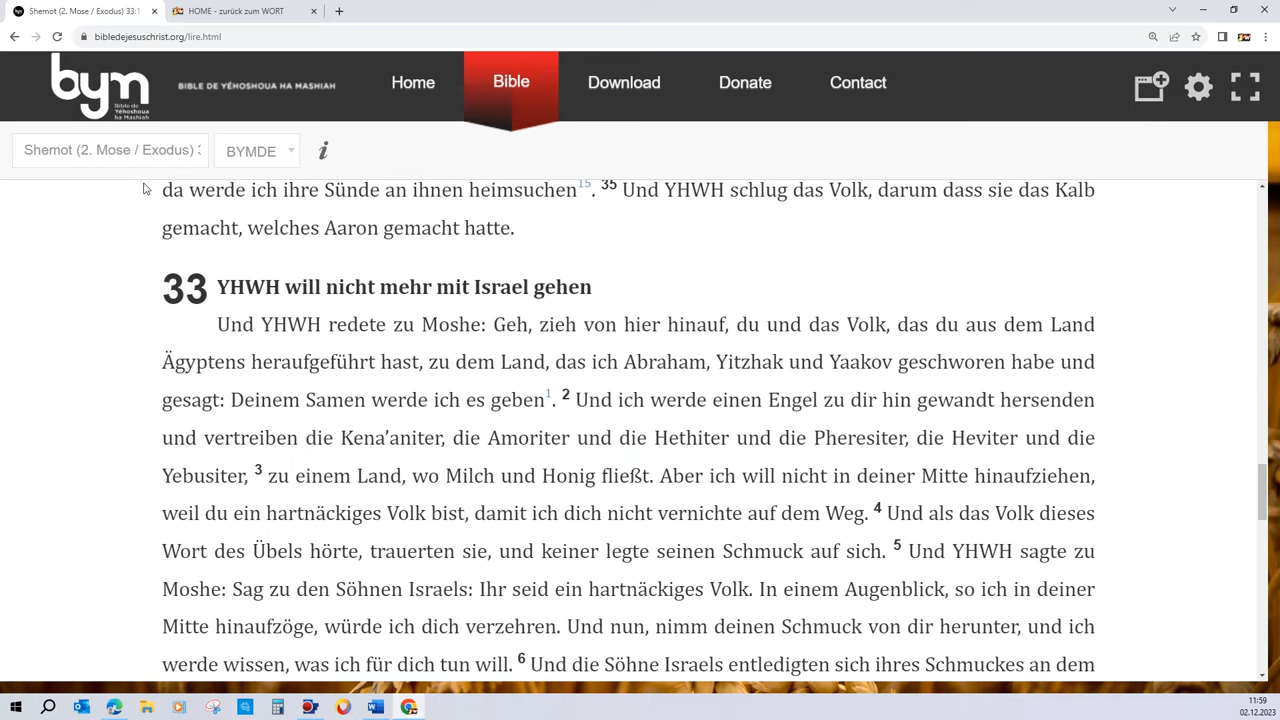 Shemot (2. Mose / Exodus) 33:1
HOME - zurück zum WORT
bibledejesuschrist.org/lire.html
bym
Bible de
Yéhoshoua
ha Mashiah
BIBLE DE YÉHOSHOUA HA MASHIAH
Home
Bible
Download
Donate
Contact
Shemot (2. Mose / Exodus)
BYMDE
i
da werde ich ihre Sünde an ihnen heimsuchen15. 35 Und YHWH schlug das Volk, darum dass sie das Kalb
gemacht, welches Aaron gemacht hatte.
33 YHWH will nicht mehr mit Israel gehen
Und YHWH redete zu Moshe: Geh, zieh von hier hinauf, du und das Volk, das du aus dem Land
Ägyptens heraufgeführt hast, zu dem Land, das ich Abraham, Yitzhak und Yaakov geschworen habe und
gesagt: Deinem Samen werde ich es geben1. 2 Und ich werde einen Engel zu dir hin gewandt hersenden
und vertreiben die Kena’aniter, die Amoriter und die Hethiter und die Pheresiter, die Heviter und die
Yebusiter, 3 zu einem Land, wo Milch und Honig fließt. Aber ich will nicht in deiner Mitte hinaufziehen,
weil du ein hartnäckiges Volk bist, damit ich dich nicht vernichte auf dem Weg. 4 Und als das Volk dieses
Wort des Übels hörte, trauerten sie, und keiner legte seinen Schmuck auf sich. 5 Und YHWH sagte zu
Moshe: Sag zu den Söhnen Israels: Ihr seid ein hartnäckiges Volk. In einem Augenblick, so ich in deiner
Mitte hinaufzöge, würde ich dich verzehren. Und nun, nimm deinen Schmuck von dir herunter, und ich
werde wissen, was ich für dich tun will. 6 Und die Söhne Israels entledigten sich ihres Schmuckes an dem
11:59
02.12.2023